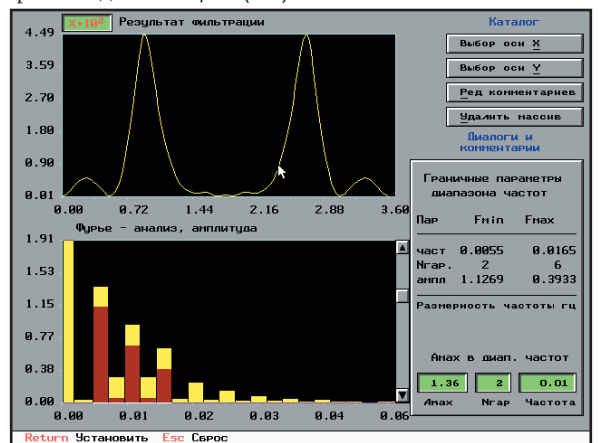 X*10² Результат фильтрации
4.49
3.59
2.70
1.80
0.90
0.01
0.00 0.72 1.44 2.16 2.88 3.60
Фурье - анализ, амплитуда
1.91
1.53
1.15
0.77
0.38
0.00
0.00 0.01 0.02 0.03 0.04 0.06
Каталог
Выбор оси X
Выбор оси Y
Ред комментариев
Удалить массив
Диалоги и
комментарии
Граничные параметры
диапазона частот
Пар Fmin Fмах
част 0.0055 0.0165
Nгар. 2 6
ампл 1.1269 0.3933
Размерность частоты гц
Амах в диап. частот
1.36 2 0.01
Амах Nгар Частота
Return Установить Esc Сброс